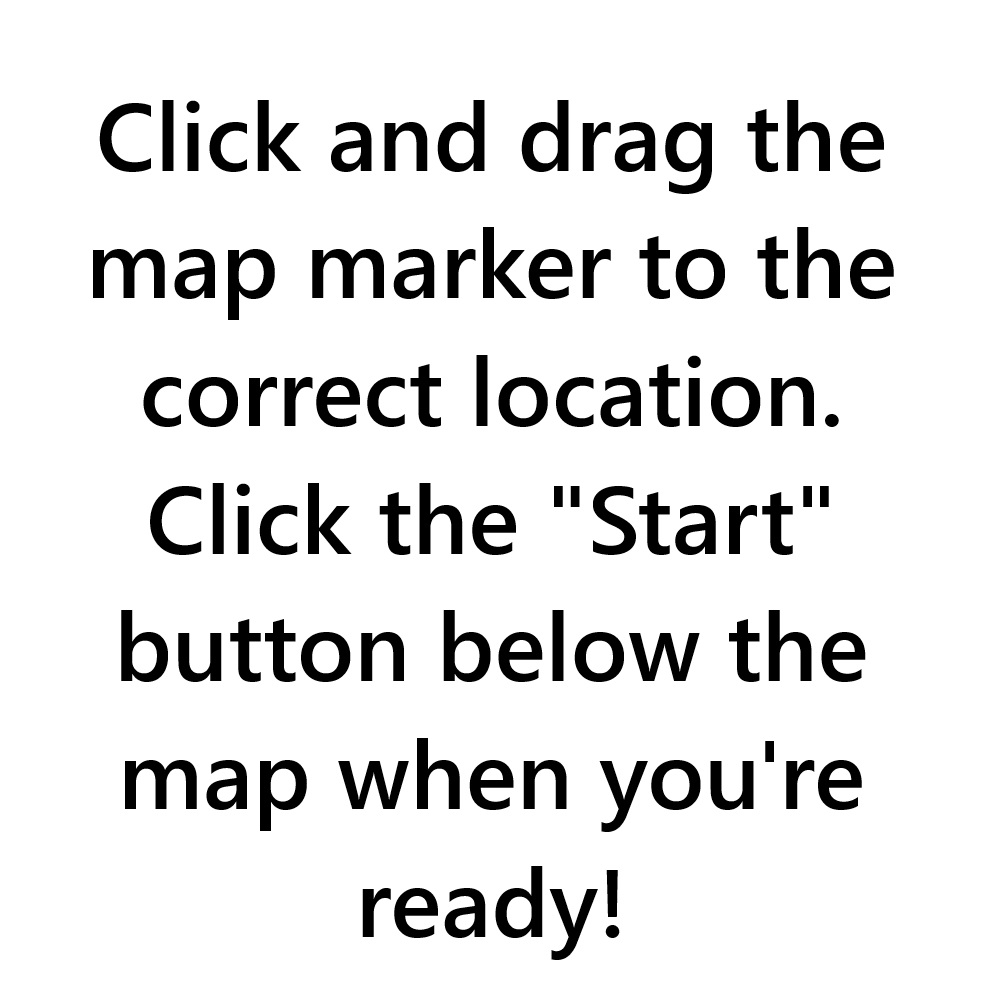 Click and drag the
map marker to the
correct location.
Click the "Start"
button below the
map when you're
ready!